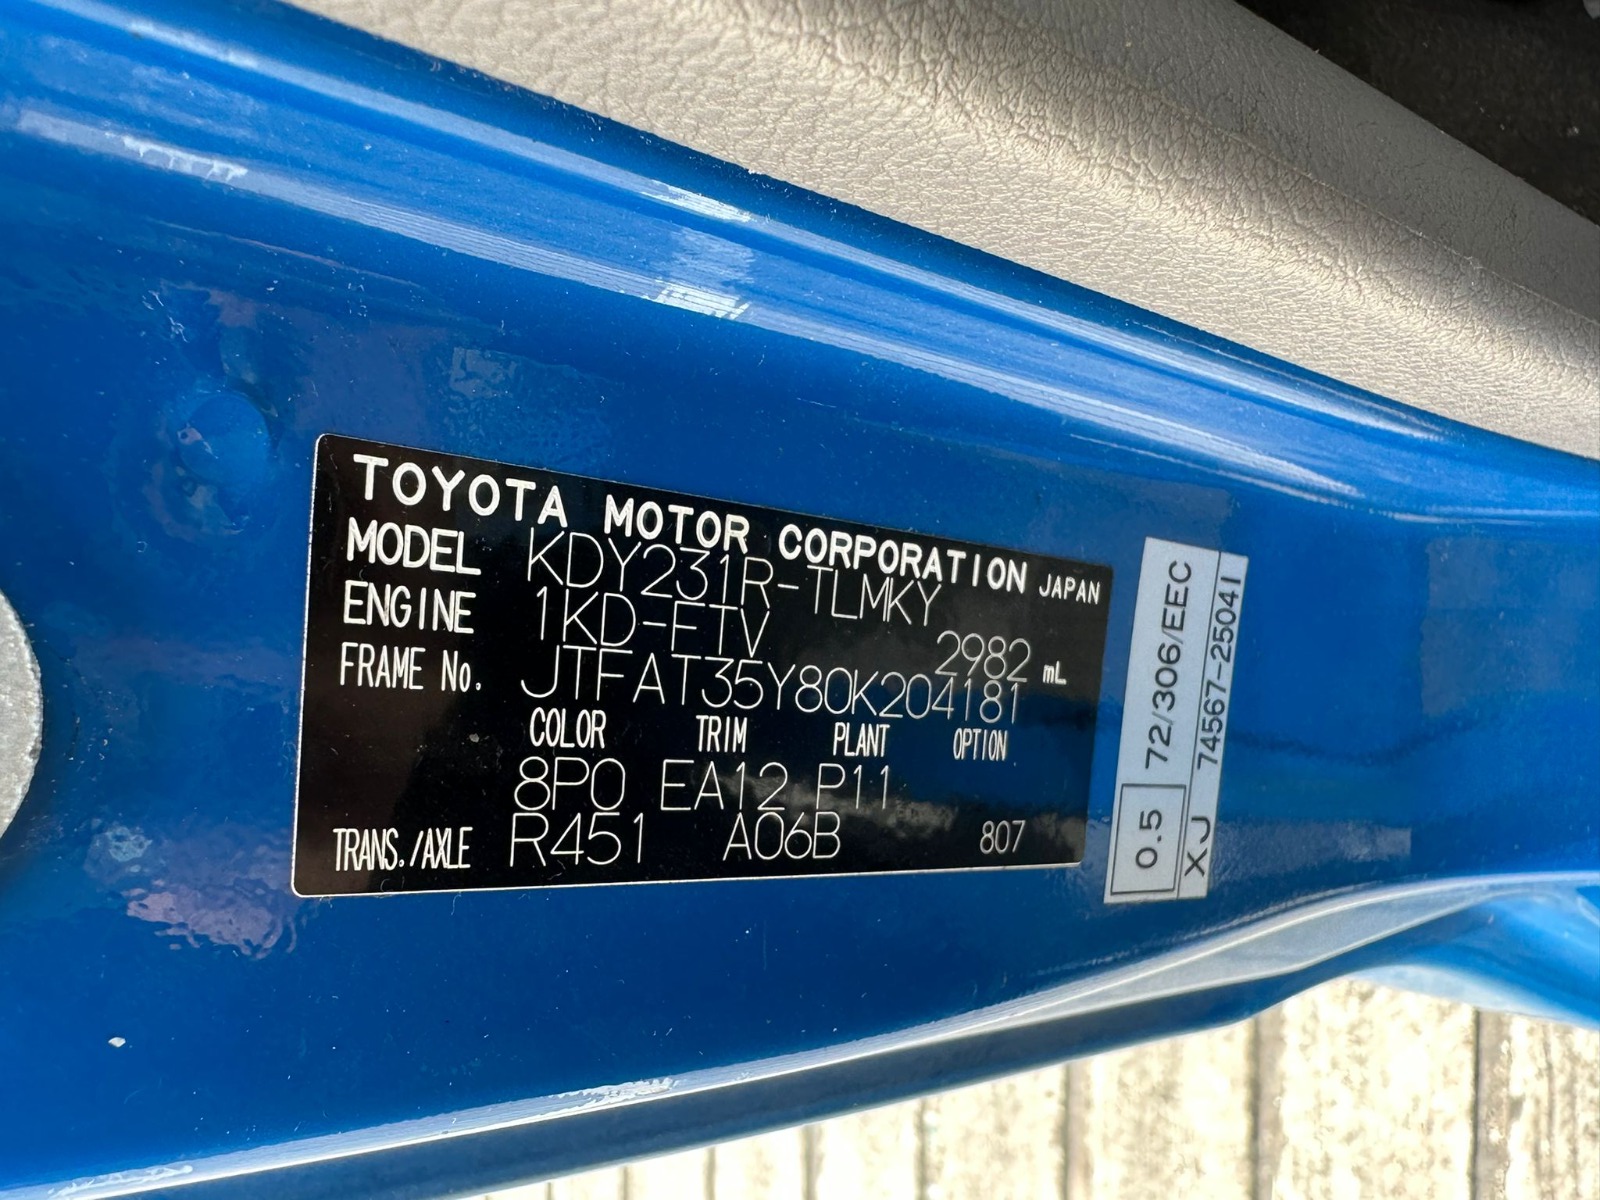 TOYOTA MOTOR CORPORATION JAPAN
MODEL KDY231R-TLMKY
ENGINE 1KD-FTV 2982 mL
FRAME No. JTFAT35Y80K204181
COLOR TRIM PLANT OPTION
8P0 EA12 P11
TRANS./AXLE R451 A06B 807
0.5 72/306/EEC
XJ 74567-25041